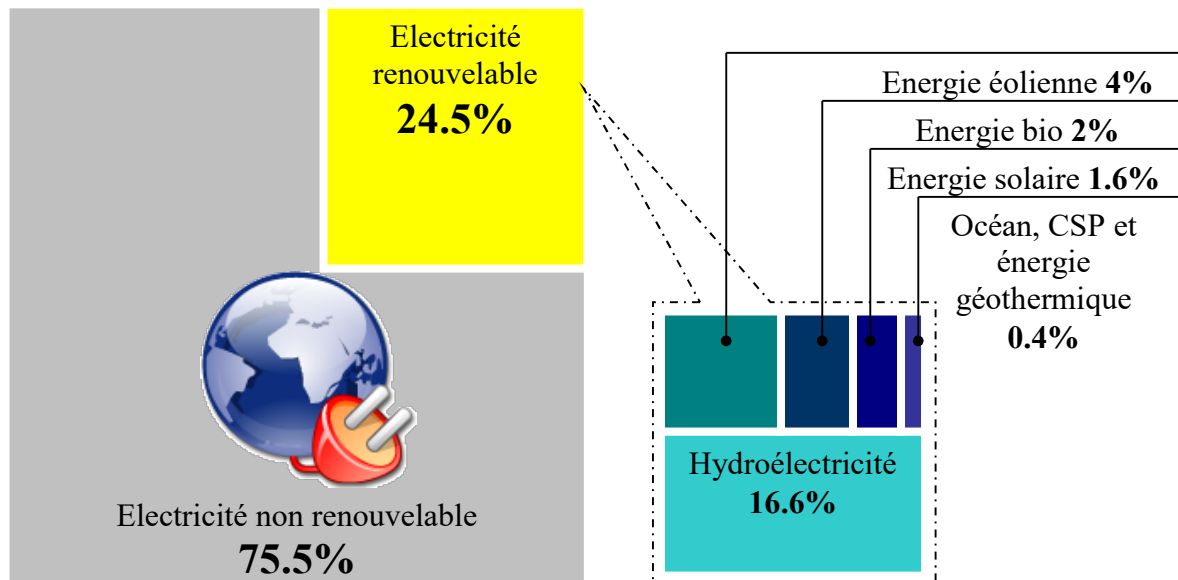 Electricité
renouvelable
24.5%
Electricité non renouvelable
75.5%
Energie éolienne 4%
Energie bio 2%
Energie solaire 1.6%
Océan, CSP et
énergie
géothermique
0.4%
Hydroélectricité
16.6%